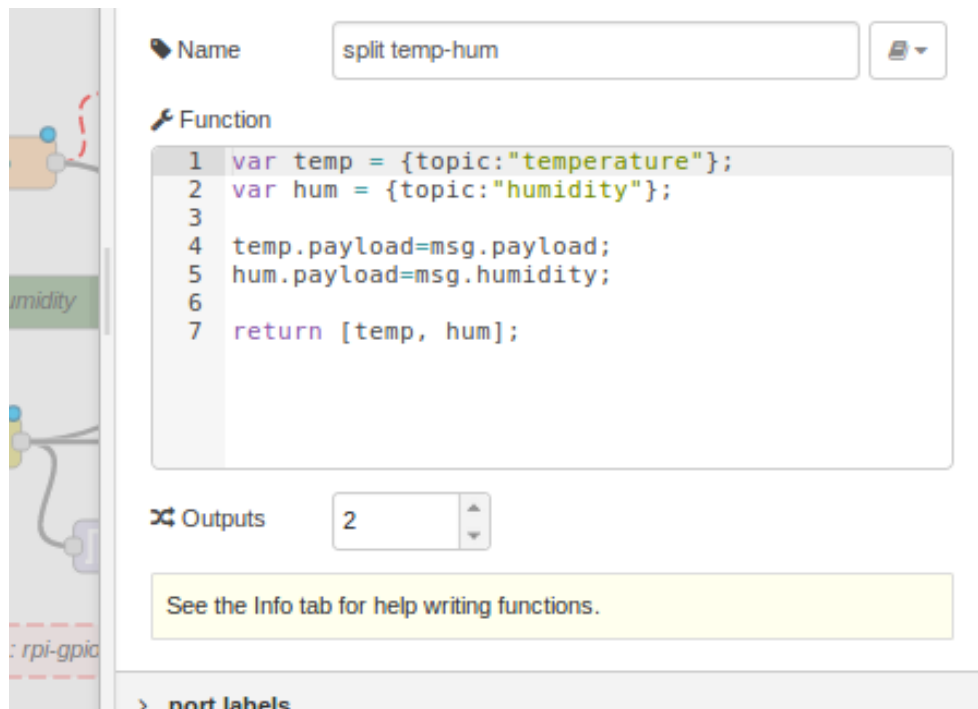 Name
split temp-hum
Function
1 var temp = {topic:"temperature"};
2 var hum = {topic:"humidity"};
3
4 temp.payload=msg.payload;
5 hum.payload=msg.humidity;
6
7 return [temp, hum];
umidity
Outputs
2
See the Info tab for help writing functions.
: rpi-gpio
port labels